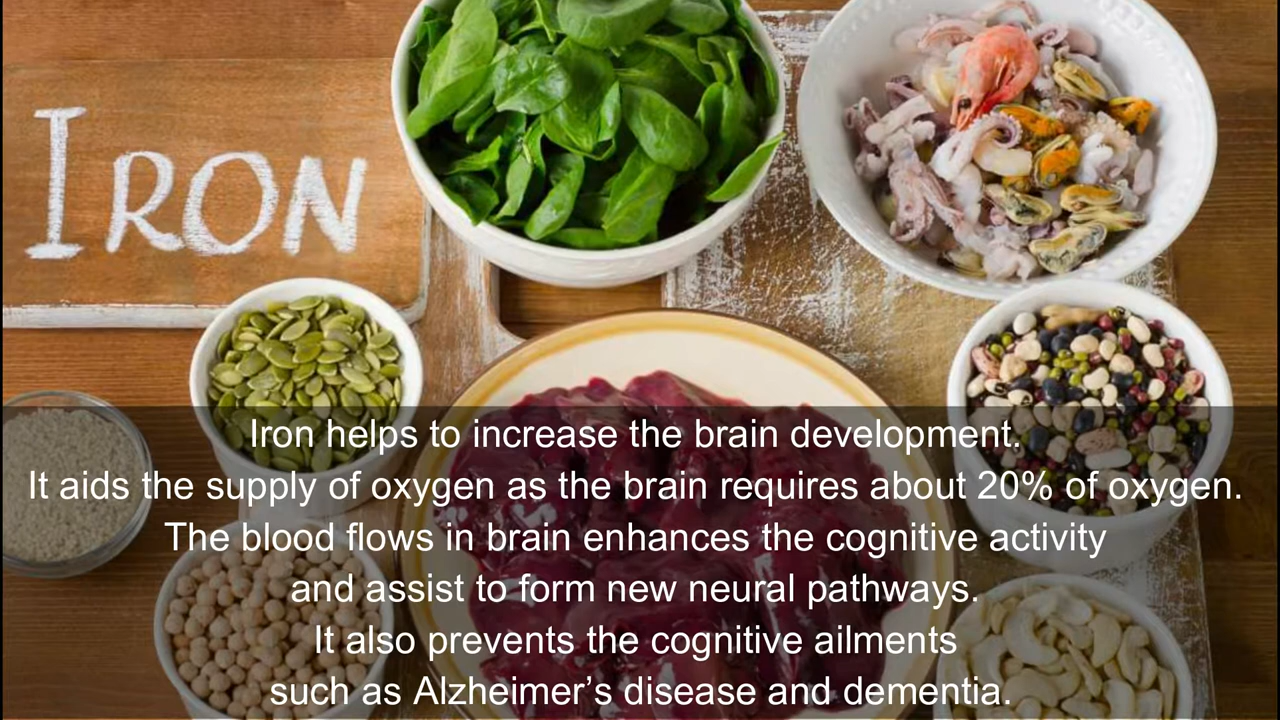 IRON
Iron helps to increase the brain development.
It aids the supply of oxygen as the brain requires about 20% of oxygen.
The blood flows in brain enhances the cognitive activity
and assist to form new neural pathways.
It also prevents the cognitive ailments
such as Alzheimer’s disease and dementia.